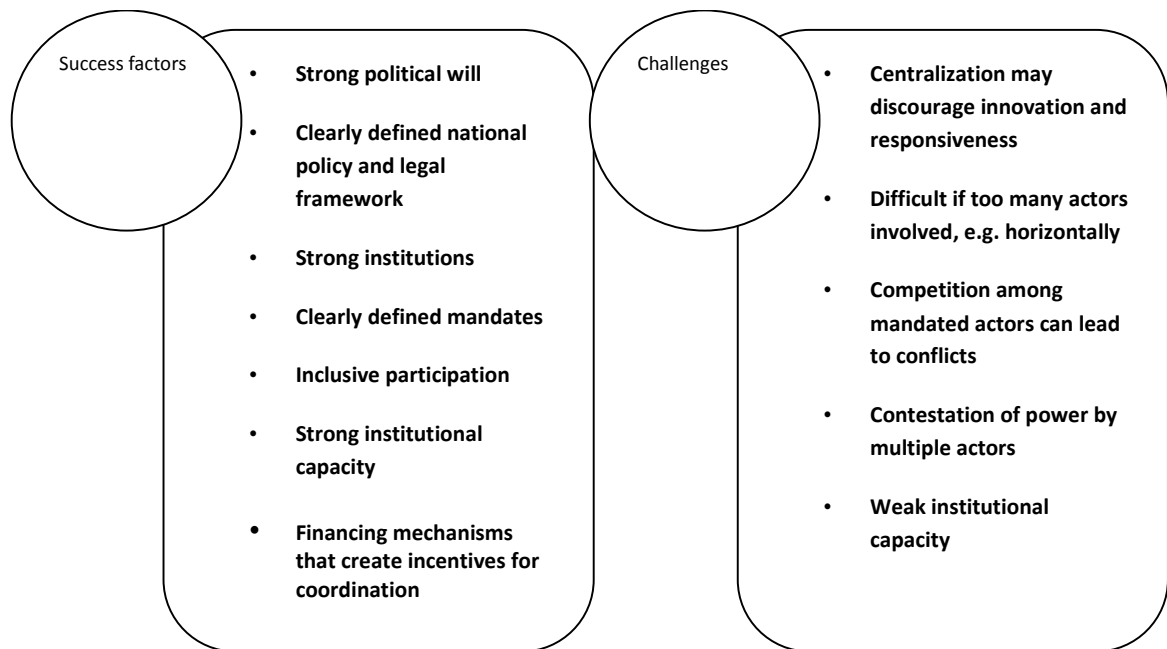 Success factors
• Strong political will
• Clearly defined national
policy and legal
framework
• Strong institutions
• Clearly defined mandates
• Inclusive participation
• Strong institutional
capacity
• Financing mechanisms
that create incentives for
coordination
Challenges
• Centralization may
discourage innovation and
responsiveness
• Difficult if too many actors
involved, e.g. horizontally
• Competition among
mandated actors can lead
to conflicts
• Contestation of power by
multiple actors
• Weak institutional
capacity